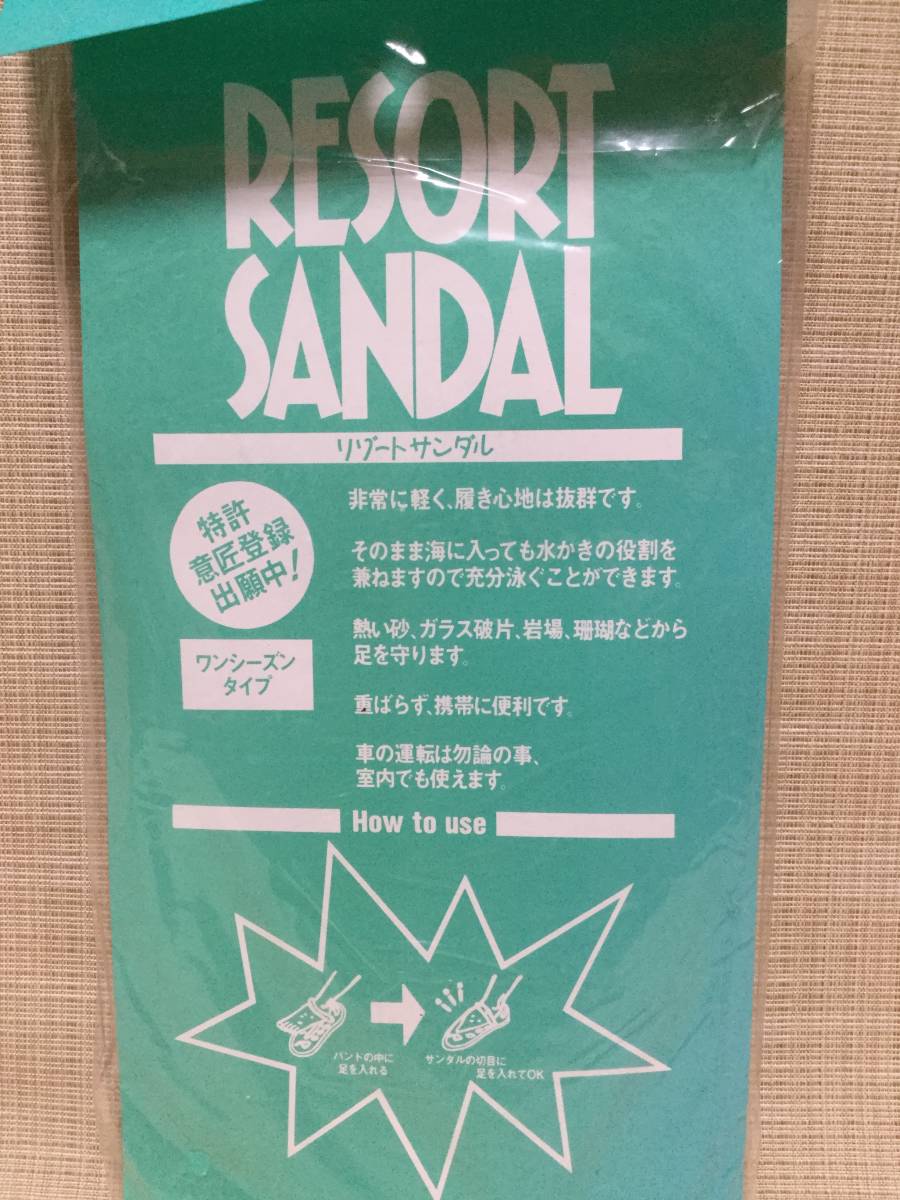 RESORT
SANDAL
リゾートサンダル
特許
意匠登録
出願中!
ワンシーズン
タイプ
非常に軽く、履き心地は抜群です。
そのまま海に入っても水かきの役割を
兼ねますので充分泳ぐことができます。
熱い砂、ガラス破片、岩場、珊瑚などから
足を守ります。
重ばらず、携帯に便利です。
車の運転は勿論の事、
室内でも使えます。
How to use
バンドの中に
足を入れる
サンダルの切目に
足を入れてOK